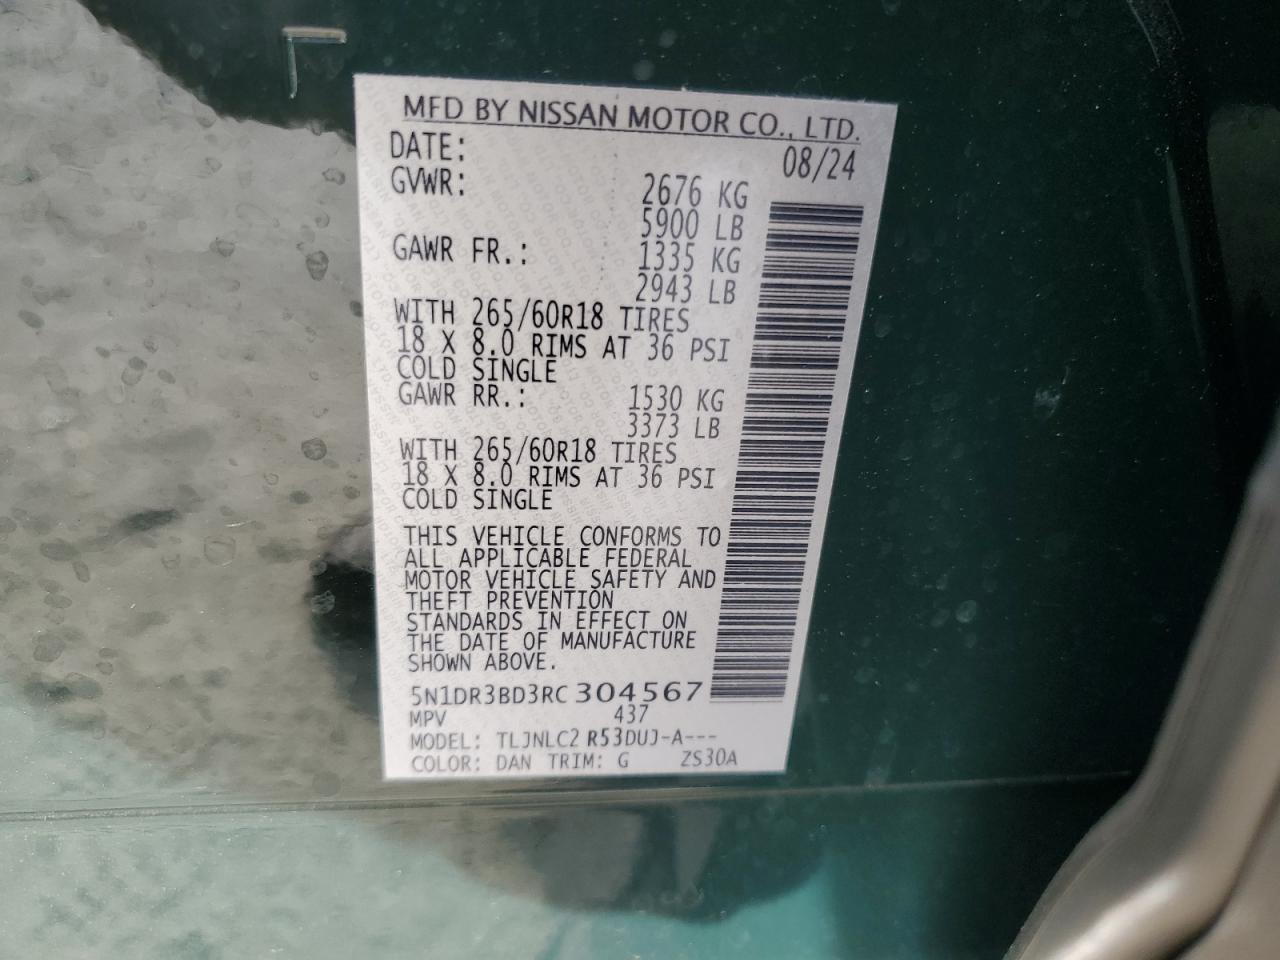 MFD BY NISSAN MOTOR CO., LTD.
DATE: 08/24
GVWR: 2676 KG
5900 LB
GAWR FR.: 1335 KG
2943 LB
WITH 265/60R18 TIRES
18 X 8.0 RIMS AT 36 PSI
COLD SINGLE
GAWR RR.: 1530 KG
3373 LB
WITH 265/60R18 TIRES
18 X 8.0 RIMS AT 36 PSI
COLD SINGLE
THIS VEHICLE CONFORMS TO
ALL APPLICABLE FEDERAL
MOTOR VEHICLE SAFETY AND
THEFT PREVENTION
STANDARDS IN EFFECT ON
THE DATE OF MANUFACTURE
SHOWN ABOVE.
5N1DR3BD3RC304567
MPV 437
MODEL: TLJNLC2 R53DUJ-A---
COLOR: DAN TRIM: G ZS30A